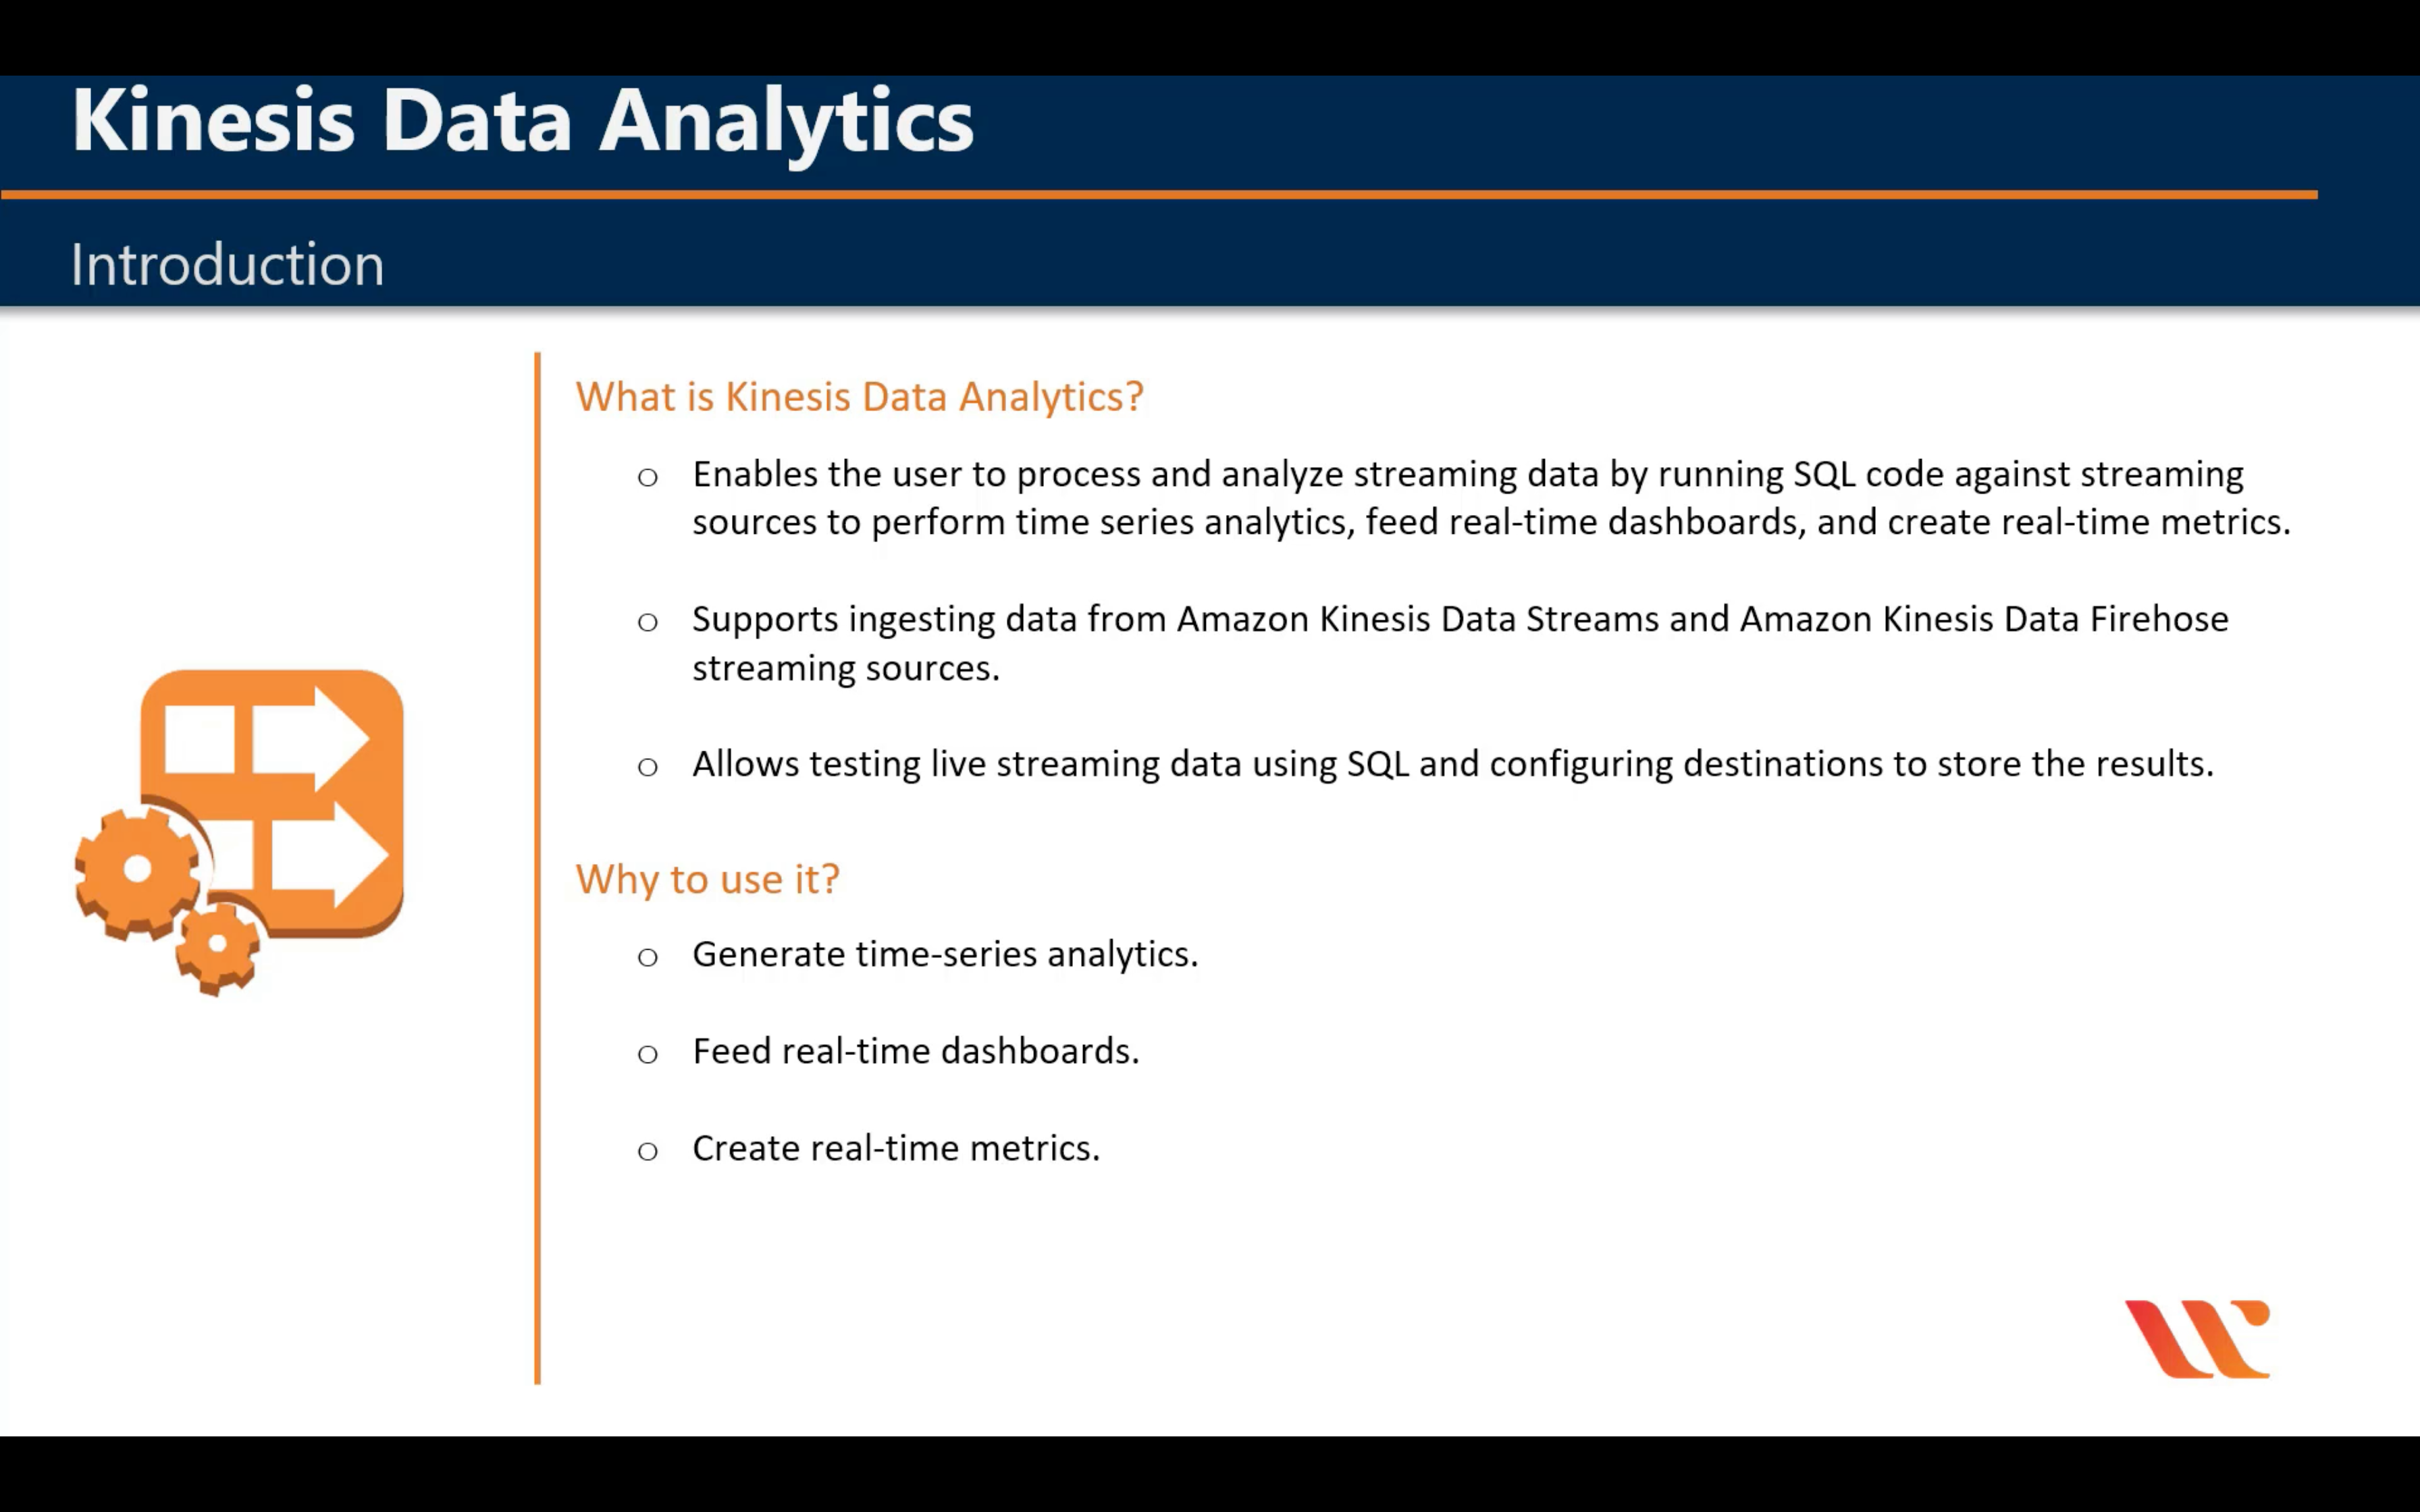 Kinesis Data Analytics
Introduction
What is Kinesis Data Analytics?
o Enables the user to process and analyze streaming data by running SQL code against streaming
sources to perform time series analytics, feed real-time dashboards, and create real-time metrics.
o Supports ingesting data from Amazon Kinesis Data Streams and Amazon Kinesis Data Firehose
streaming sources.
o Allows testing live streaming data using SQL and configuring destinations to store the results.
Why to use it?
o Generate time-series analytics.
o Feed real-time dashboards.
o Create real-time metrics.